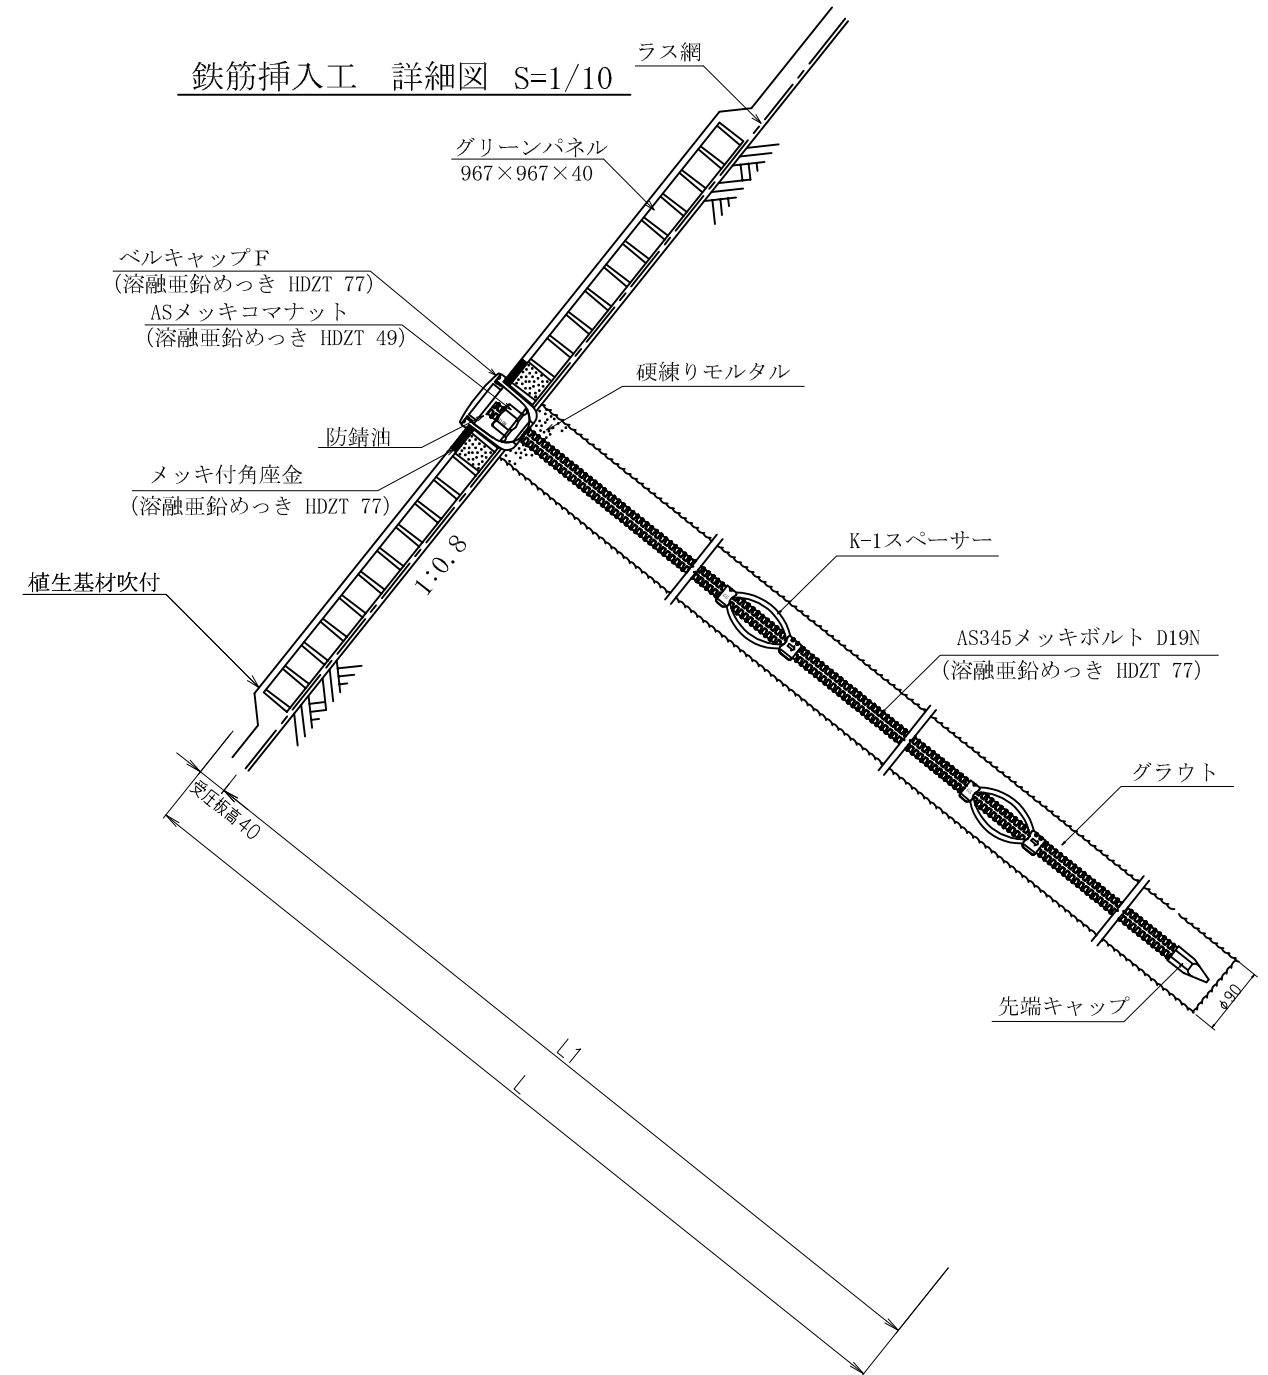 鉄筋挿入工　詳細図 S=1/10
ラス網
グリーンパネル
967×967×40
ベルキャップF
(溶融亜鉛めっき HDZT 77)
ASメッキコマナット
(溶融亜鉛めっき HDZT 49)
硬練りモルタル
防錆油
メッキ付角座金
(溶融亜鉛めっき HDZT 77)
1:0.8
K-1スペーサー
植生基材吹付
AS345メッキボルト D19N
(溶融亜鉛めっき HDZT 77)
グラウト
受圧板高40
先端キャップ
φ90
L1
L